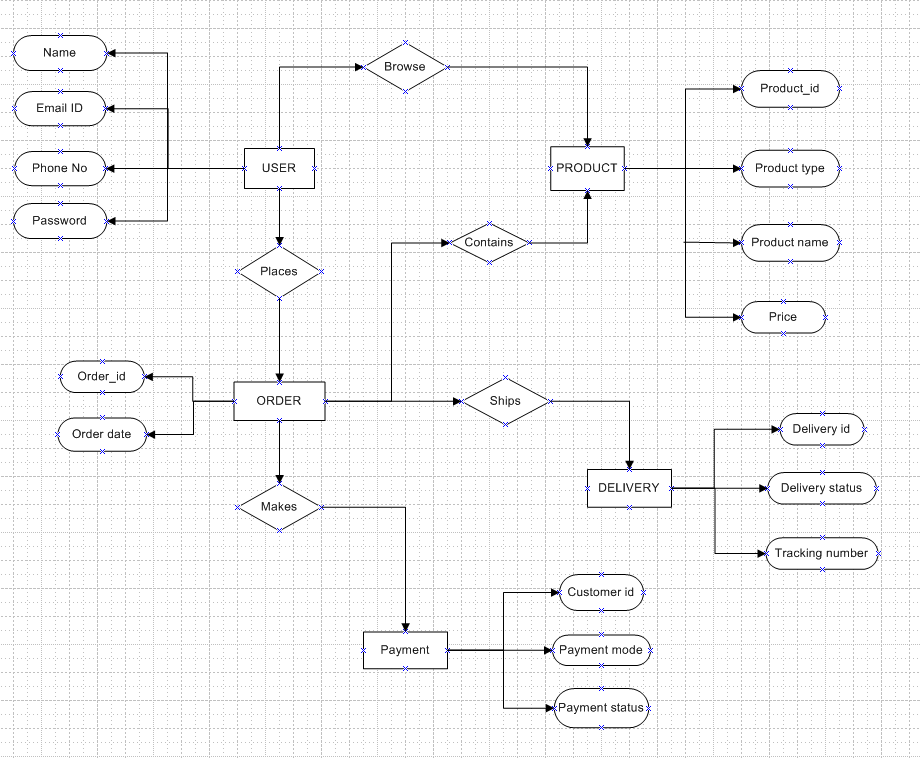 Name
Browse
Product_id
Email ID
USER
PRODUCT
Phone No
Product type
Password
Contains
Product name
Places
Price
Order_id
ORDER
Ships
Order date
Delivery id
DELIVERY
Delivery status
Makes
Tracking number
Customer id
Payment
Payment mode
Payment status